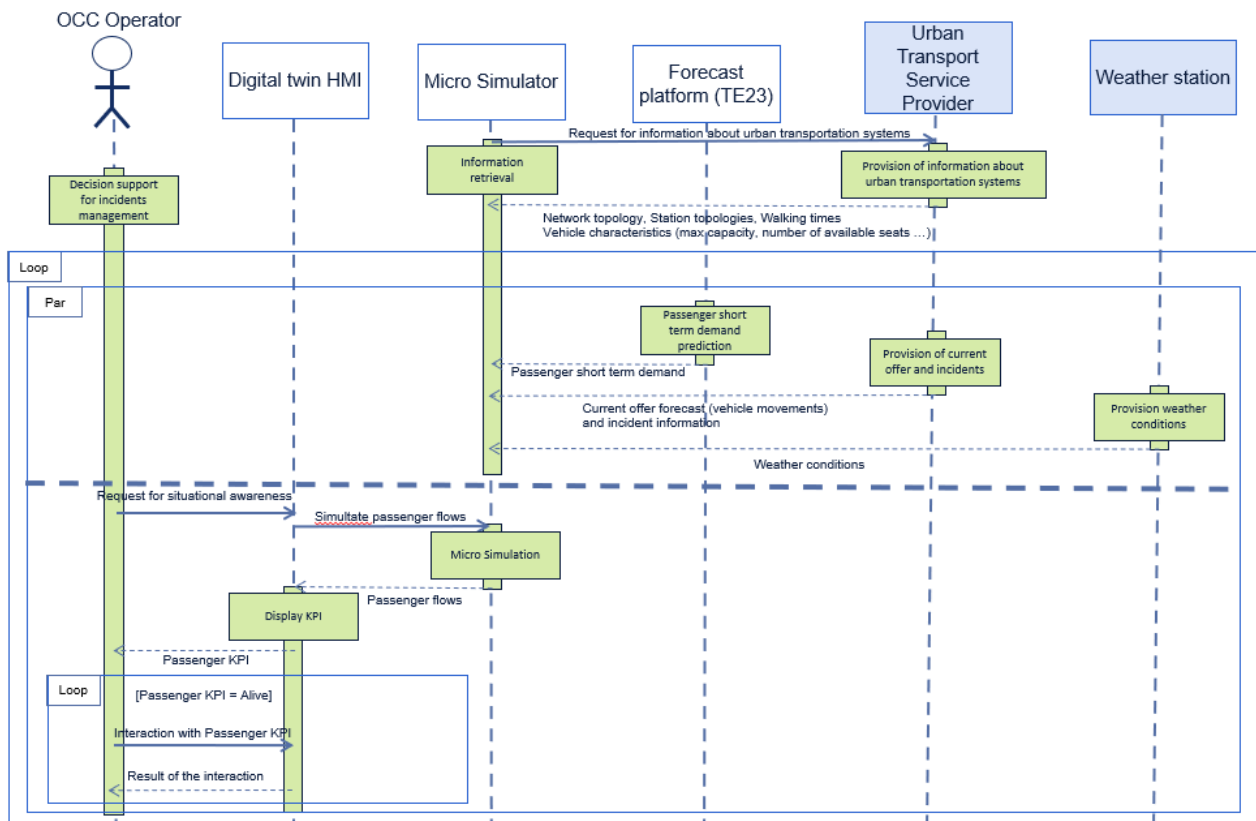 OCC Operator
Digital twin HMI
Micro Simulator
Forecast
platform (TE23)
Urban
Transport
Service
Provider
Weather station
Request for information about urban transportation systems
Information
retrieval
Provision of information about
urban transportation systems
Decision support
for incidents
management
Network topology, Station topologies, Walking times
Vehicle characteristics (max capacity, number of available seats ...)
Loop
Par
Passenger short
term demand
prediction
Provision of current
offer and incidents
Passenger short term demand
Current offer forecast (vehicle movements)
and incident information
Provision weather
conditions
Weather conditions
Request for situational awareness
Simultate passenger flows
Micro Simulation
Passenger flows
Display KPI
Passenger KPI
Loop
[Passenger KPI = Alive]
Interaction with Passenger KPI
Result of the interaction